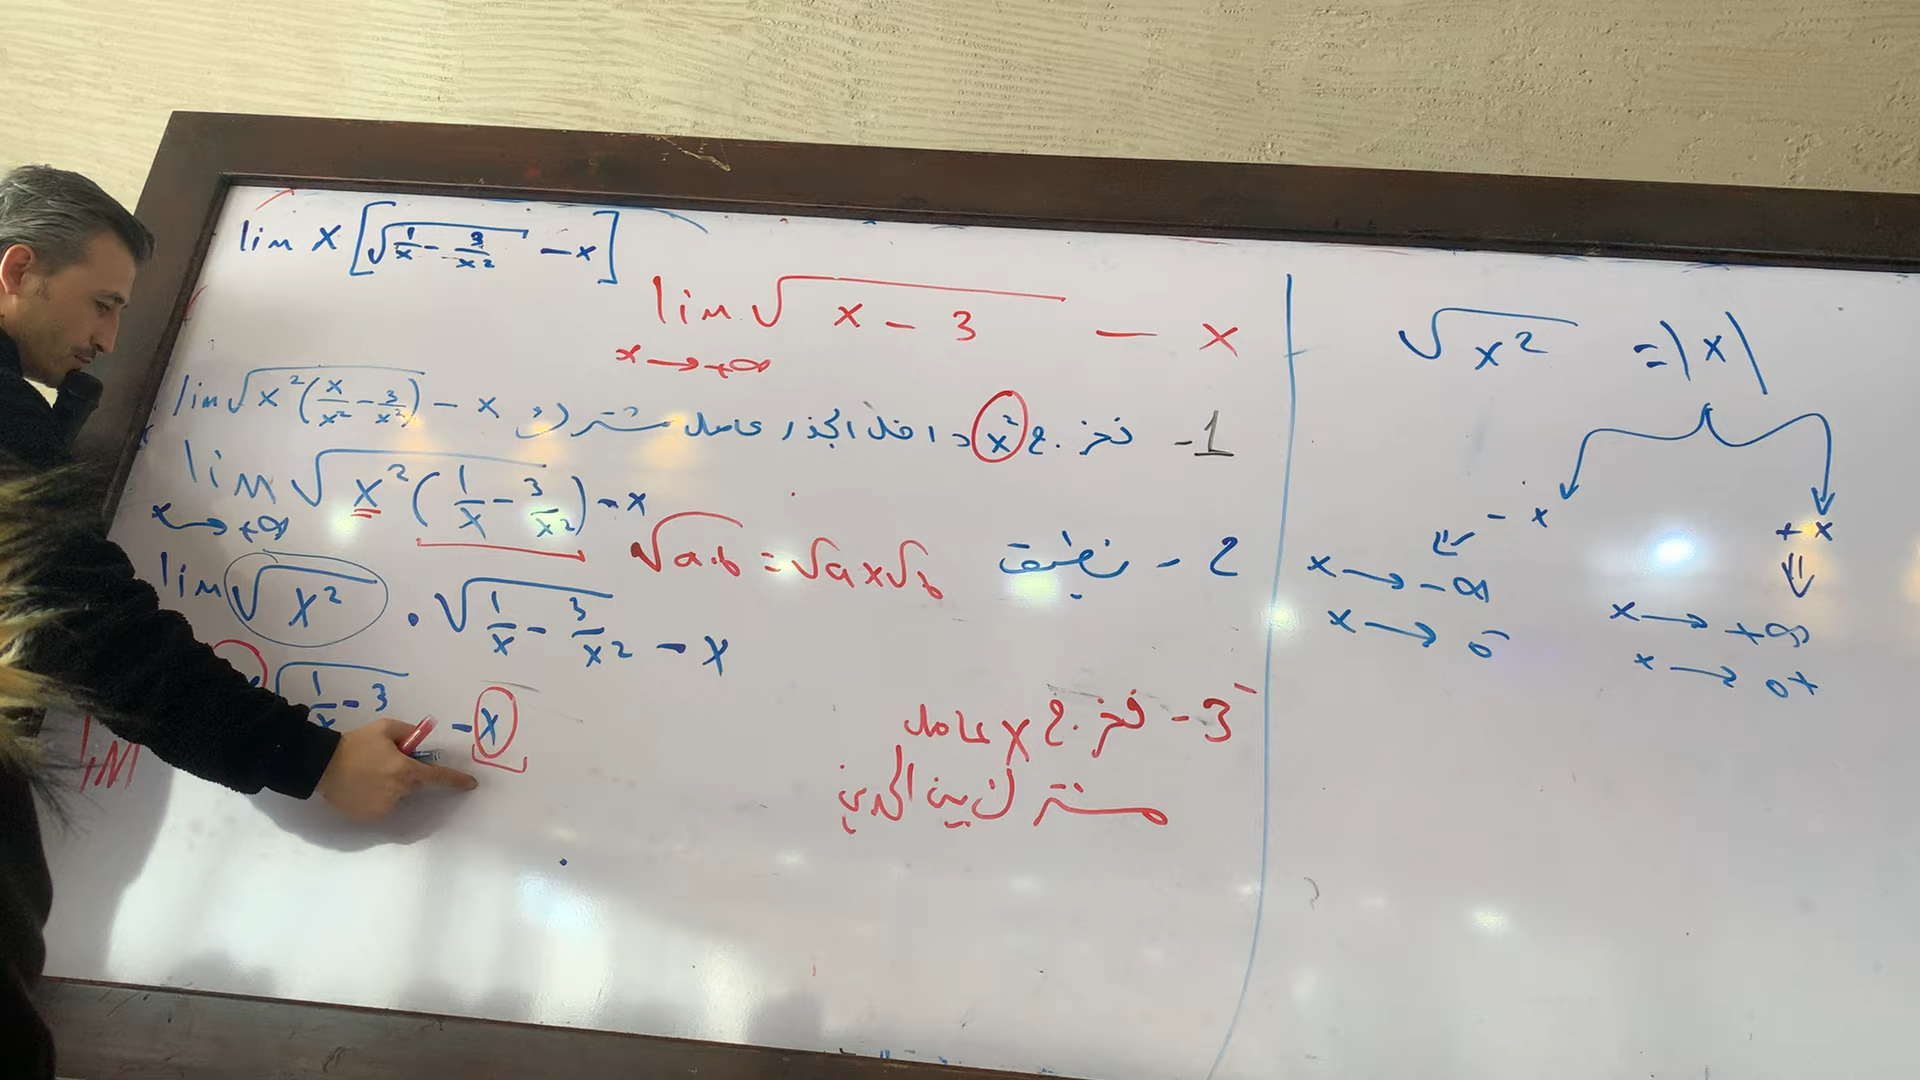 lim x [√(1/x - 3/x²) - x]
lim √(x - 3) - x
x → +∞
lim √(x²(x/x² - 3/x²)) - x
1- نخرج x² داخل الجذر عامل مشترك
lim √(x²(1/x - 3/x²)) - x
x → +∞
2- نطبق √a.b = √a x √b
lim √x² . √(1/x - 3/x²) - x
√(1/x - 3 - x
3- نخرج x عامل
مشترك بين الحدين
lim
√x² = |x|
- x
+ x
⇓
⇓
x → -∞
x → 0⁻
x → +∞
x → 0+